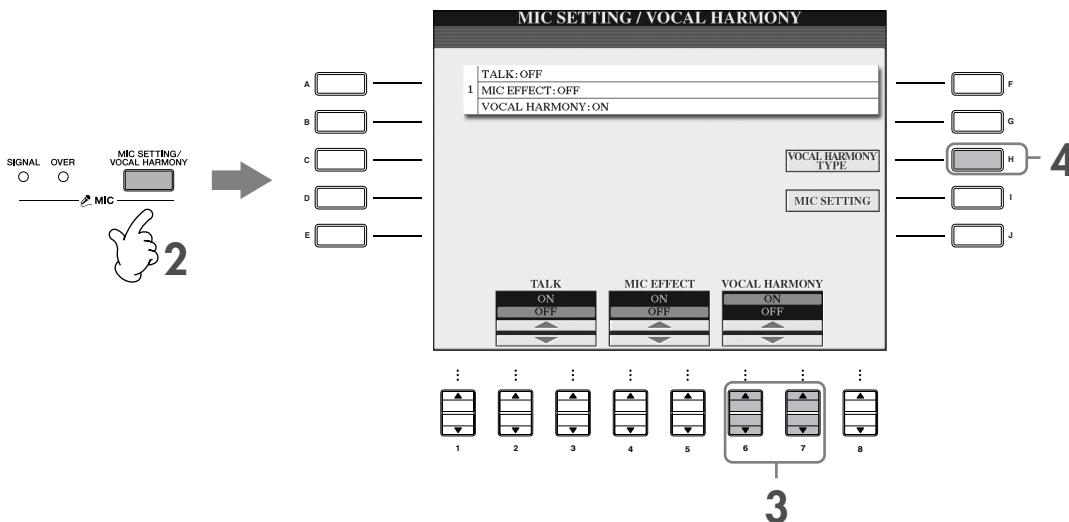 MIC SETTING / VOCAL HARMONY
TALK:OFF
1 MIC EFFECT:OFF
VOCAL HARMONY:ON
A
B
C
D
E
F
G
H
I
J
SIGNAL OVER
MIC SETTING/
VOCAL HARMONY
MIC
2
VOCAL HARMONY
TYPE
4
MIC SETTING
TALK MIC EFFECT VOCAL HARMONY
ON ON ON
OFF OFF OFF
1 2 3 4 5 6 7 8
3